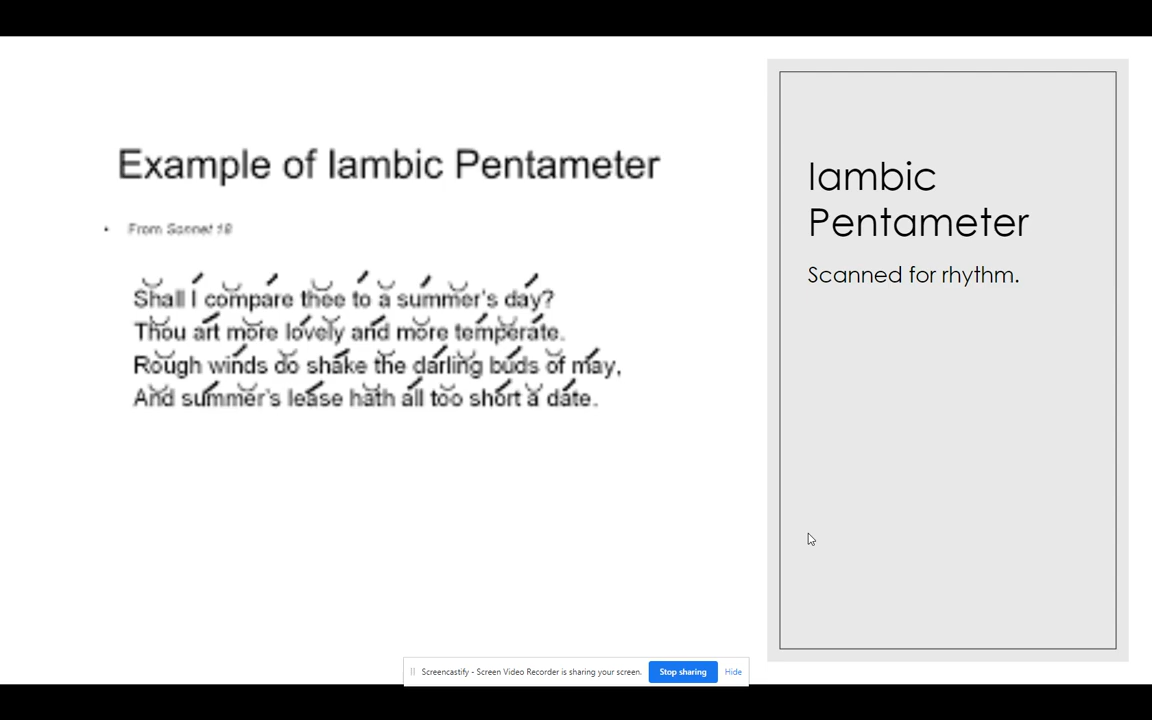 Example of Iambic Pentameter
• From Sonnet 18
Shall I compare thee to a summer's day?
Thou art more lovely and more temperate.
Rough winds do shake the darling buds of may,
And summer's lease hath all too short a date.
Iambic
Pentameter
Scanned for rhythm.
Screencastify - Screen Video Recorder is sharing your screen. Stop sharing Hide